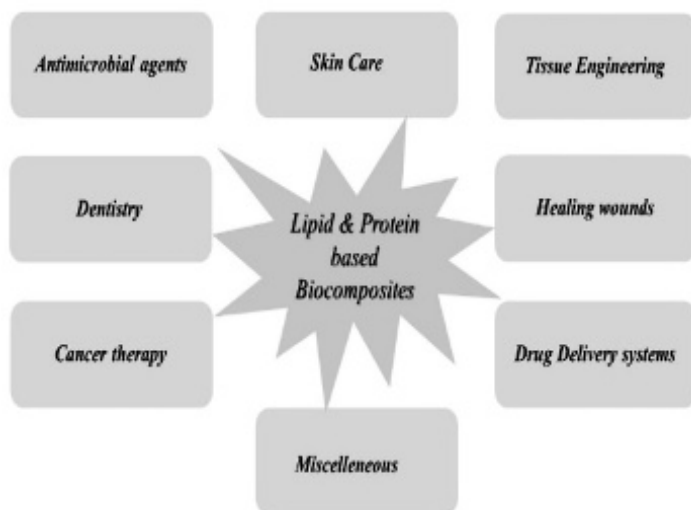 Antimicrobial agents
Skin Care
Tissue Engineering
Dentistry
Lipid & Protein
based
Biocomposites
Healing wounds
Cancer therapy
Drug Delivery systems
Miscelleneous